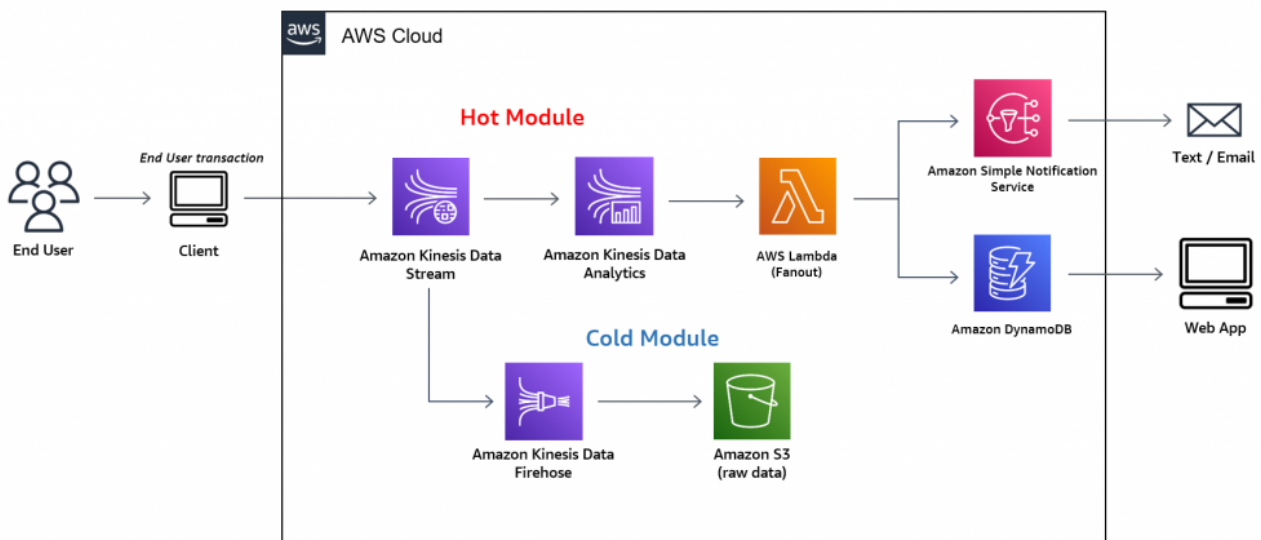 aws
AWS Cloud
Hot Module
End User transaction
End User
Client
Amazon Kinesis Data
Stream
Amazon Kinesis Data
Analytics
AWS Lambda
(Fanout)
Amazon Simple Notification
Service
Text / Email
Amazon DynamoDB
Web App
Cold Module
Amazon Kinesis Data
Firehose
Amazon S3
(raw data)